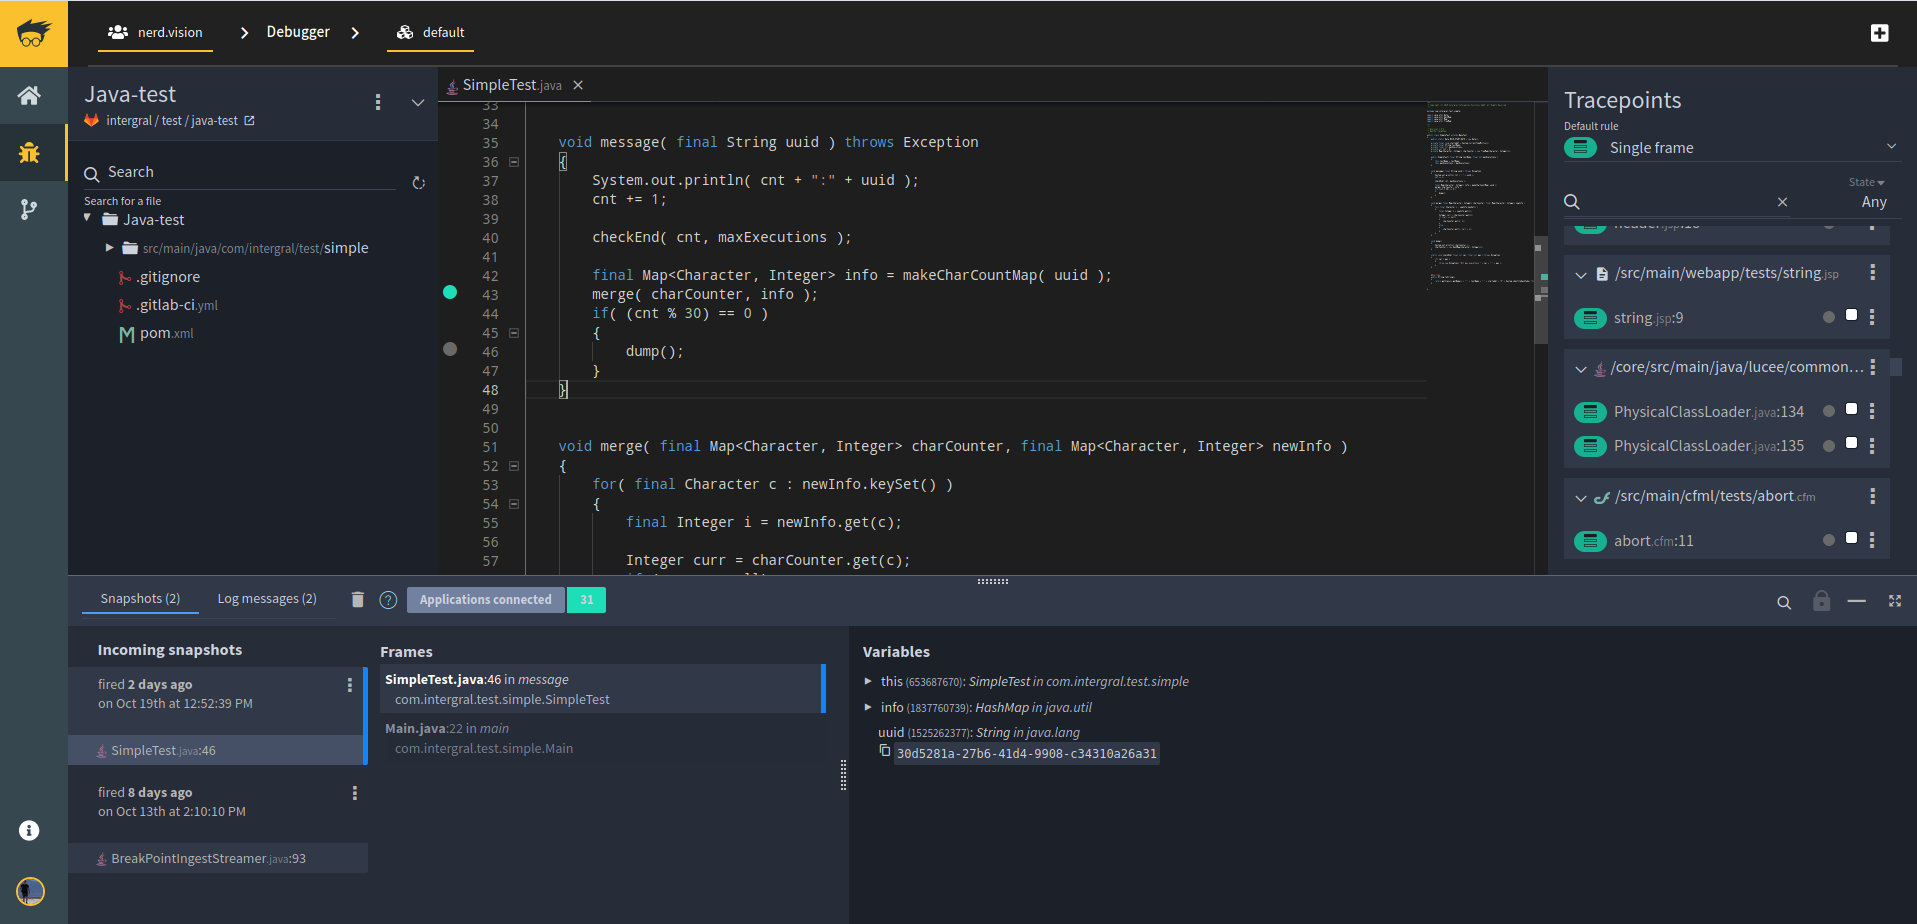 nerd.vision
Debugger
default
Java-test
intergral / test / java-test
Search
Search for a file
Java-test
src/main/java/com/intergral/test/simple
.gitignore
.gitlab-ci.yml
pom.xml
SimpleTest.java
33
34
35 void message( final String uuid ) throws Exception
36 {
37 System.out.println( cnt + ":" + uuid );
38 cnt += 1;
39
40 checkEnd( cnt, maxExecutions );
41
42 final Map<Character, Integer> info = makeCharCountMap( uuid );
43 merge( charCounter, info );
44 if( (cnt % 30) == 0 )
45 {
46 dump();
47 }
48 }
49
50
51 void merge( final Map<Character, Integer> charCounter, final Map<Character, Integer> newInfo )
52 {
53 for( final Character c : newInfo.keySet() )
54 {
55 final Integer i = newInfo.get(c);
56
57 Integer curr = charCounter.get(c);
Tracepoints
Default rule
Single frame
State
Any
header.jsp:18
/src/main/webapp/tests/string.jsp
string.jsp:9
/core/src/main/java/lucee/common...
PhysicalClassLoader.java:134
PhysicalClassLoader.java:135
/src/main/cfml/tests/abort.cfm
abort.cfm:11
Snapshots (2)
Log messages (2)
?
Applications connected
31
Incoming snapshots
fired 2 days ago
on Oct 19th at 12:52:39 PM
SimpleTest.java:46
fired 8 days ago
on Oct 13th at 2:10:10 PM
BreakPointIngestStreamer.java:93
Frames
SimpleTest.java:46 in message
com.intergral.test.simple.SimpleTest
Main.java:22 in main
com.intergral.test.simple.Main
Variables
this (653687670): SimpleTest in com.intergral.test.simple
info (1837760739): HashMap in java.util
uuid (1525262377): String in java.lang
30d5281a-27b6-41d4-9908-c34310a26a31